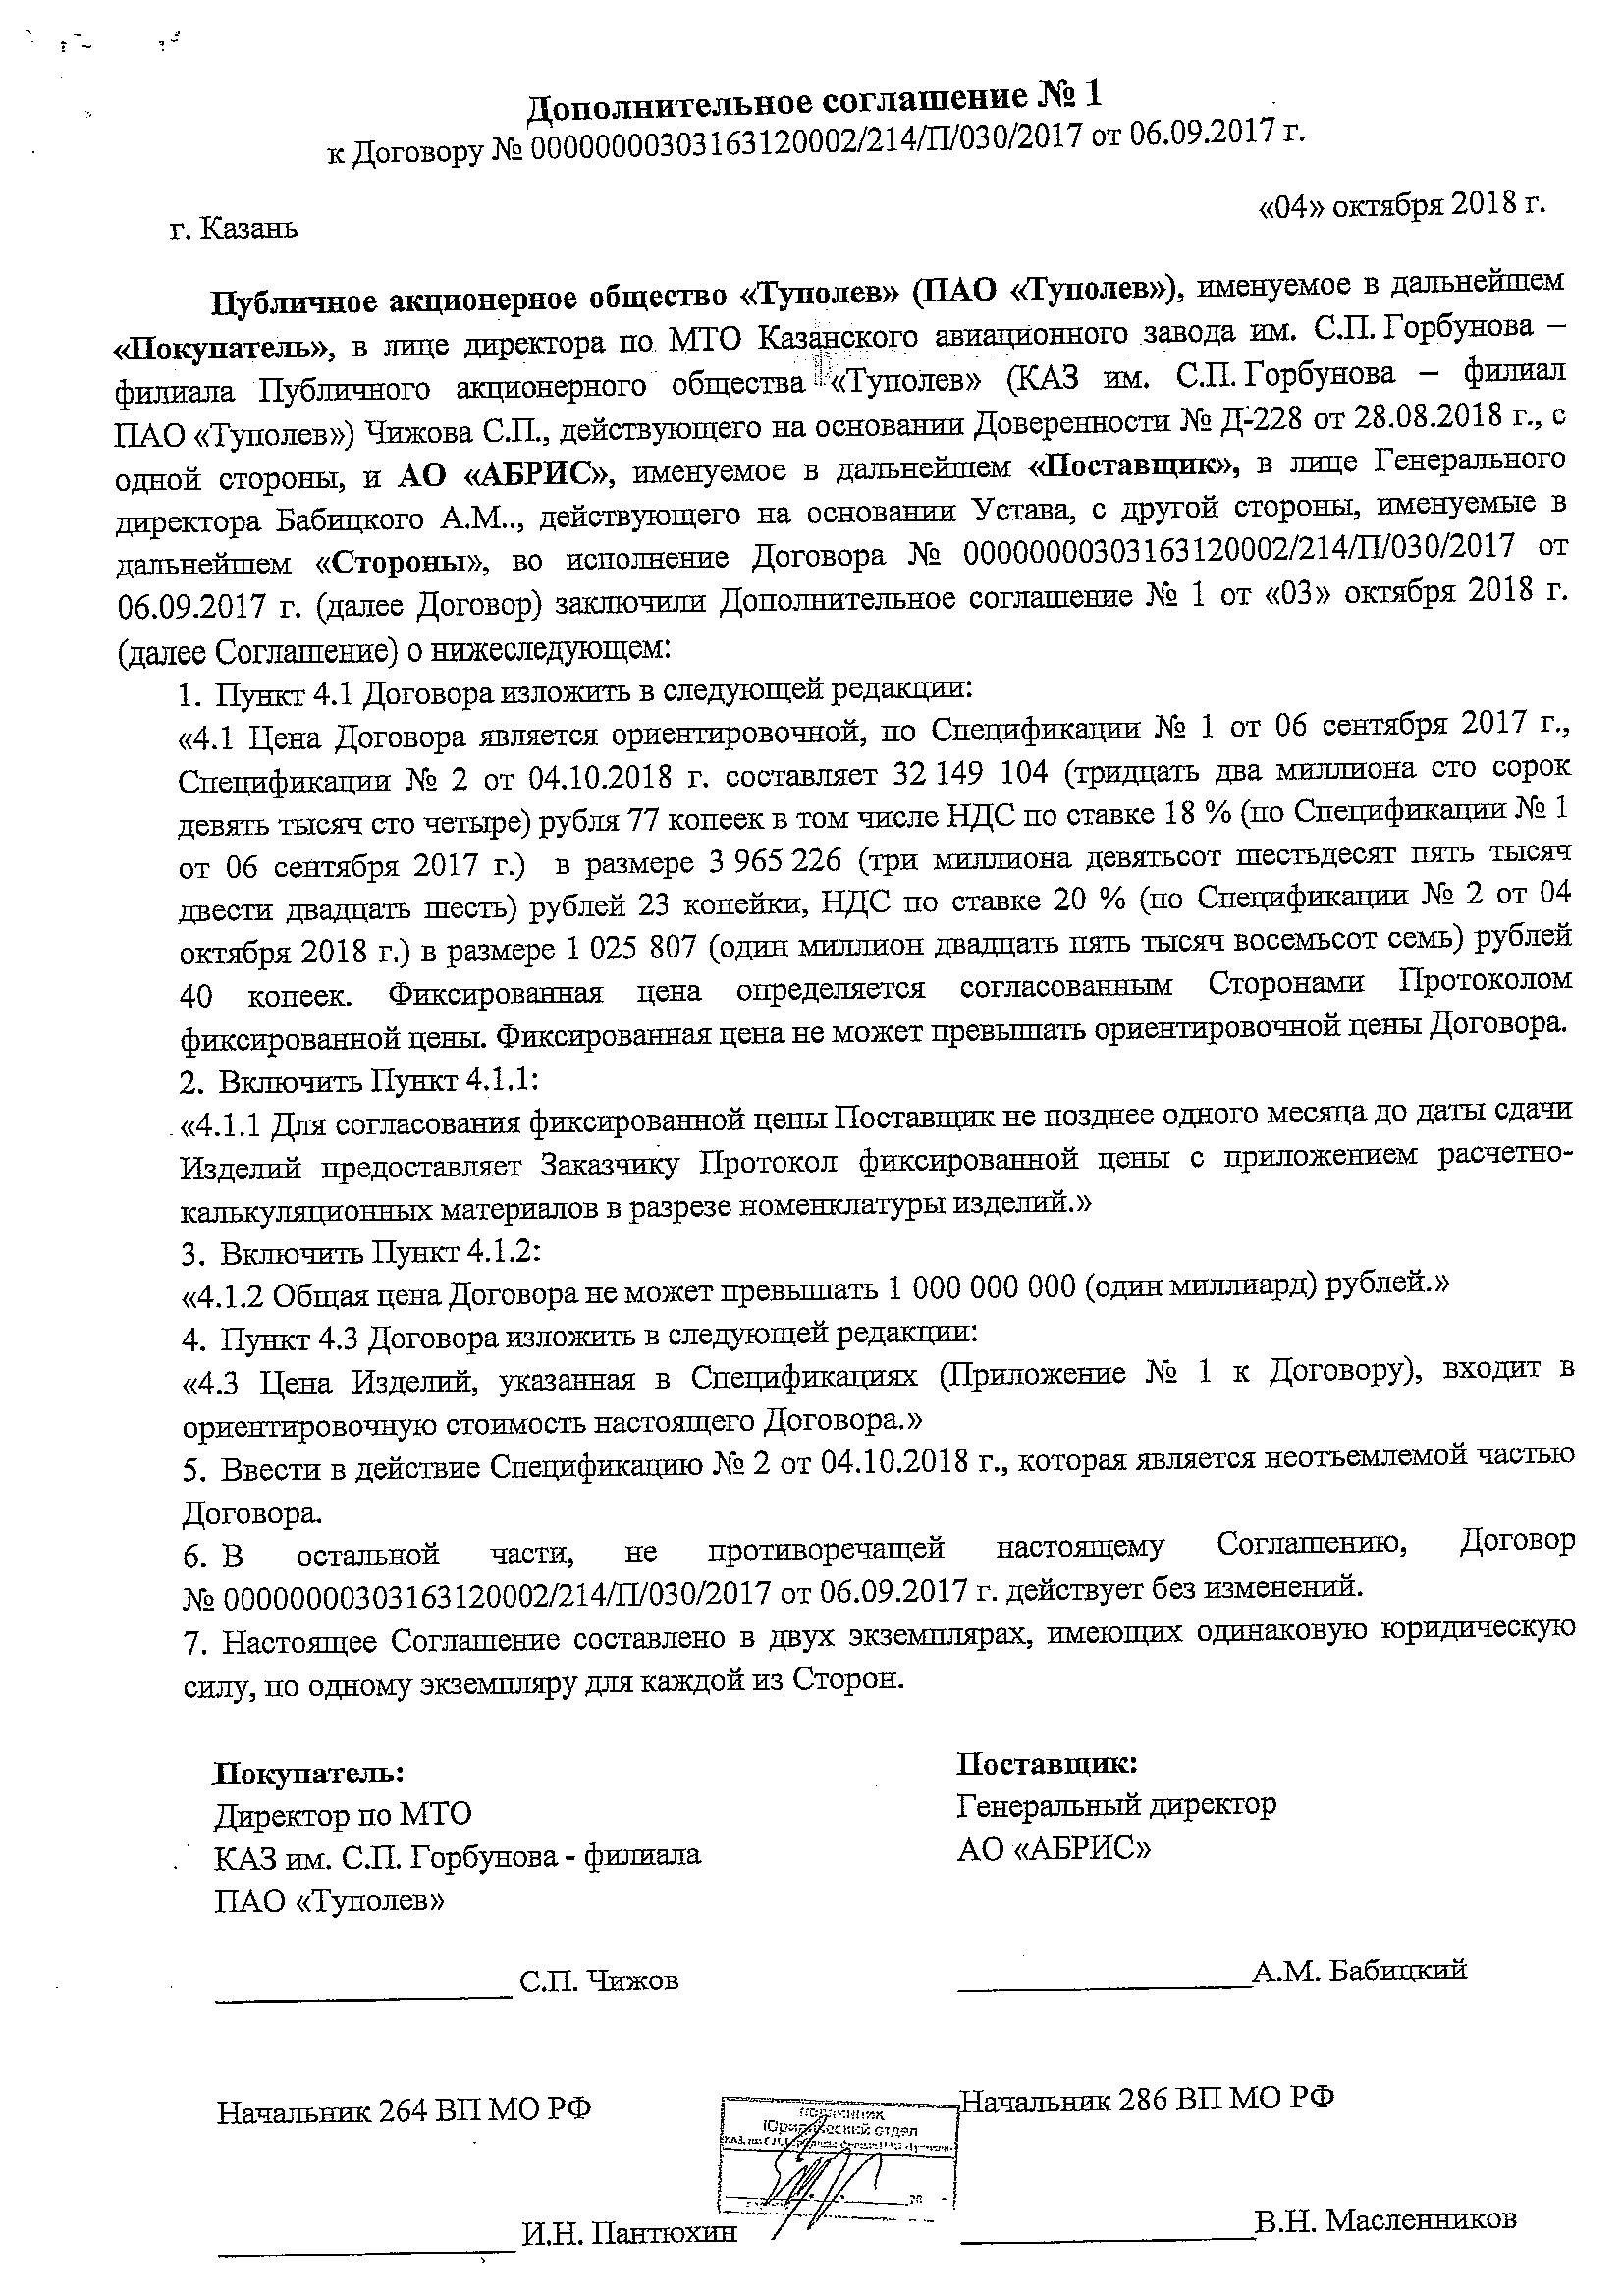 Дополнительное соглашение № 1
к Договору № 00000000303163120002/214/П/030/2017 от 06.09.2017 г.
г. Казань
«04» октября 2018 г.
Публичное акционерное общество «Туполев» (ПАО «Туполев»), именуемое в дальнейшем
«Покупатель», в лице директора по МТО Казанского авиационного завода им. С.П. Горбунова –
филиала Публичного акционерного общества «Туполев» (КАЗ им. С.П. Горбунова – филиал
ПАО «Туполев») Чижова С.П., действующего на основании Доверенности № Д-228 от 28.08.2018 г., с
одной стороны, и АО «АБРИС», именуемое в дальнейшем «Поставщик», в лице Генерального
директора Бабицкого А.М.., действующего на основании Устава, с другой стороны, именуемые в
дальнейшем «Стороны», во исполнение Договора № 00000000303163120002/214/П/030/2017 от
06.09.2017 г. (далее Договор) заключили Дополнительное соглашение № 1 от «03» октября 2018 г.
(далее Соглашение) о нижеследующем:
1. Пункт 4.1 Договора изложить в следующей редакции:
«4.1 Цена Договора является ориентировочной, по Спецификации № 1 от 06 сентября 2017 г.,
Спецификации № 2 от 04.10.2018 г. составляет 32 149 104 (тридцать два миллиона сто сорок
девять тысяч сто четыре) рубля 77 копеек в том числе НДС по ставке 18 % (по Спецификации № 1
от 06 сентября 2017 г.) в размере 3 965 226 (три миллиона девятьсот шестьдесят пять тысяч
двести двадцать шесть) рублей 23 копейки, НДС по ставке 20 % (по Спецификации № 2 от 04
октября 2018 г.) в размере 1 025 807 (один миллион двадцать пять тысяч восемьсот семь) рублей
40 копеек. Фиксированная цена определяется согласованным Сторонами Протоколом
фиксированной цены. Фиксированная цена не может превышать ориентировочной цены Договора.
2. Включить Пункт 4.1.1:
«4.1.1 Для согласования фиксированной цены Поставщик не позднее одного месяца до даты сдачи
Изделий предоставляет Заказчику Протокол фиксированной цены с приложением расчетно-
калькуляционных материалов в разрезе номенклатуры изделий.»
3. Включить Пункт 4.1.2:
«4.1.2 Общая цена Договора не может превышать 1 000 000 000 (один миллиард) рублей.»
4. Пункт 4.3 Договора изложить в следующей редакции:
«4.3 Цена Изделий, указанная в Спецификациях (Приложение № 1 к Договору), входит в
ориентировочную стоимость настоящего Договора.»
5. Ввести в действие Спецификацию № 2 от 04.10.2018 г., которая является неотъемлемой частью
Договора.
6. В остальной части, не противоречащей настоящему Соглашению, Договор
№ 00000000303163120002/214/П/030/2017 от 06.09.2017 г. действует без изменений.
7. Настоящее Соглашение составлено в двух экземплярах, имеющих одинаковую юридическую
силу, по одному экземпляру для каждой из Сторон.
Покупатель:
Директор по МТО
КАЗ им. С.П. Горбунова - филиала
ПАО «Туполев»
С.П. Чижов
Поставщик:
Генеральный директор
АО «АБРИС»
А.М. Бабицкий
Начальник 264 ВП МО РФ
И.Н. Пантюхин
Начальник 286 ВП МО РФ
В.Н. Масленников
Юридический отдел